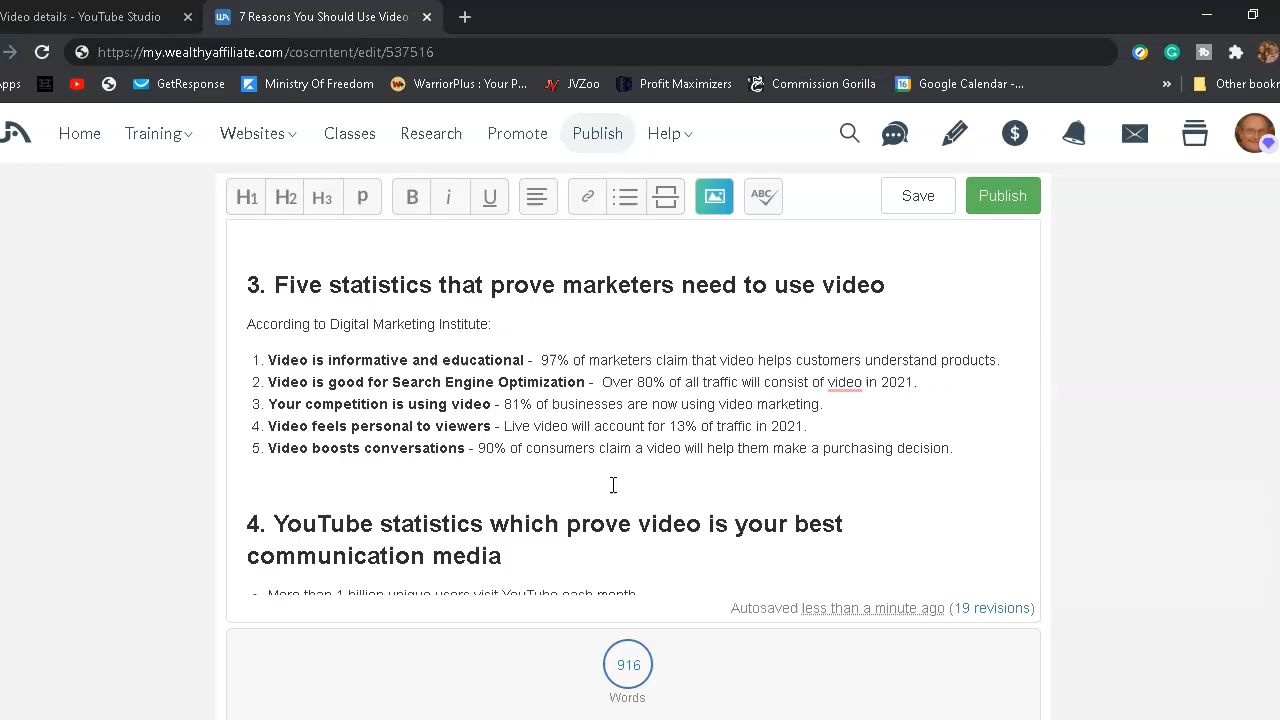 Video details - YouTube Studio
7 Reasons You Should Use Video
https://my.wealthyaffiliate.com/coscrntent/edit/537516
Apps
GetResponse
Ministry Of Freedom
WarriorPlus : Your P...
JVZoo
Profit Maximizers
Commission Gorilla
Google Calendar -...
»
Other bookr
Home
Training
Websites
Classes
Research
Promote
Publish
Help
H1 H2 H3 p B i U ABC
Save
Publish
3. Five statistics that prove marketers need to use video
According to Digital Marketing Institute:
1. Video is informative and educational - 97% of marketers claim that video helps customers understand products.
2. Video is good for Search Engine Optimization - Over 80% of all traffic will consist of video in 2021.
3. Your competition is using video - 81% of businesses are now using video marketing.
4. Video feels personal to viewers - Live video will account for 13% of traffic in 2021.
5. Video boosts conversations - 90% of consumers claim a video will help them make a purchasing decision.
4. YouTube statistics which prove video is your best
communication media
More than 1 billion unique users visit YouTube each month
Autosaved less than a minute ago (19 revisions)
916
Words